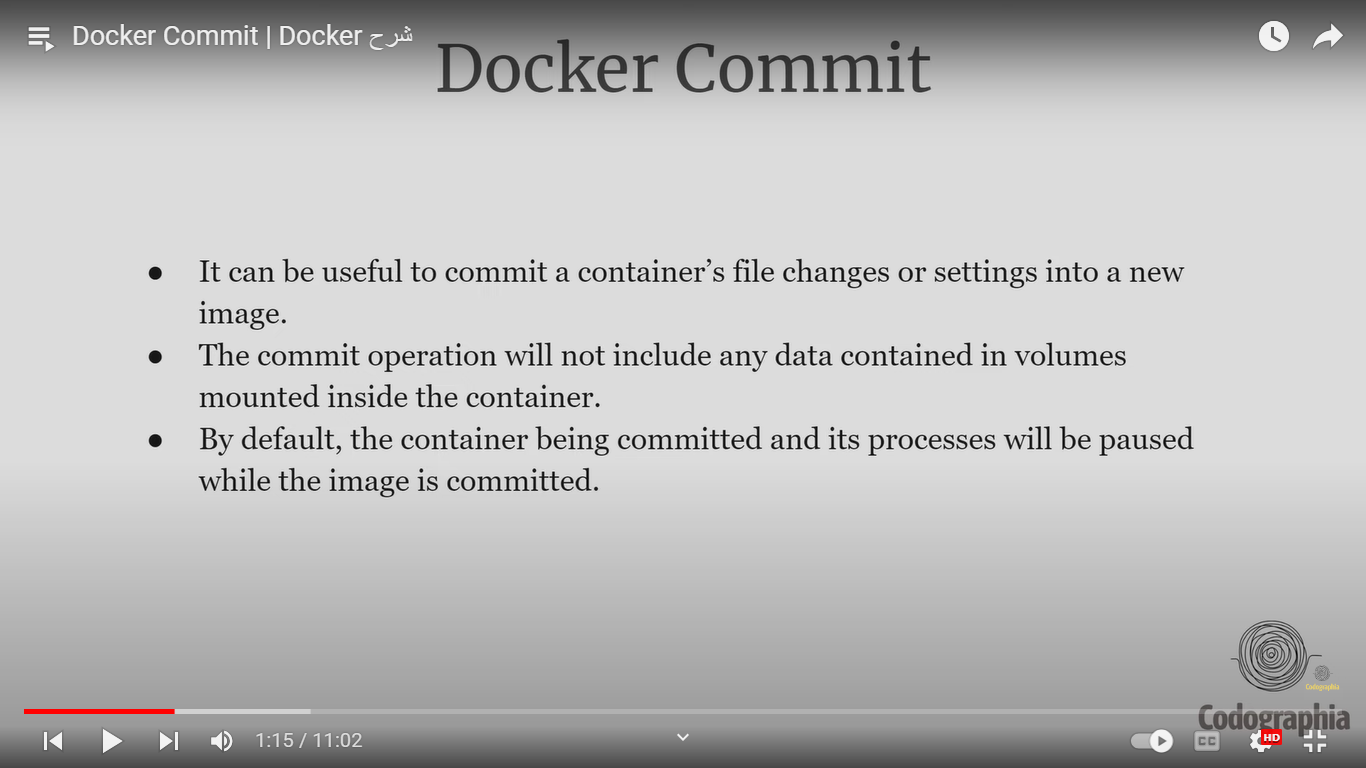 Docker Commit | Docker شرح
Docker Commit
● It can be useful to commit a container’s file changes or settings into a new
image.
● The commit operation will not include any data contained in volumes
mounted inside the container.
● By default, the container being committed and its processes will be paused
while the image is committed.
Codographia
Codographia
1:15 / 11:02
CC
HD